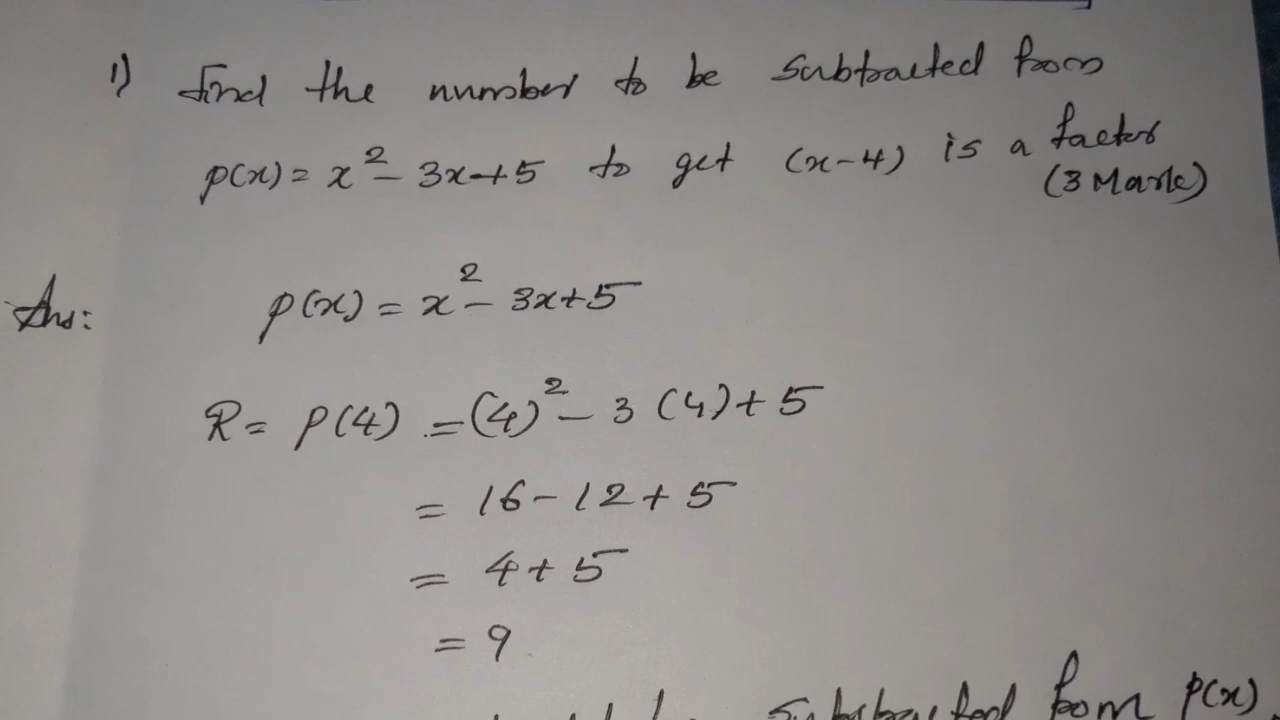 1) Find the number to be subtracted from
p(x) = x² - 3x+5 to get (x-4) is a factor
(3 Mark)
Ans:
p(x) = x² - 3x+5
R = P(4) = (4)² - 3 (4) + 5
= 16 - 12 + 5
= 4 + 5
= 9
subtracted from p(x)